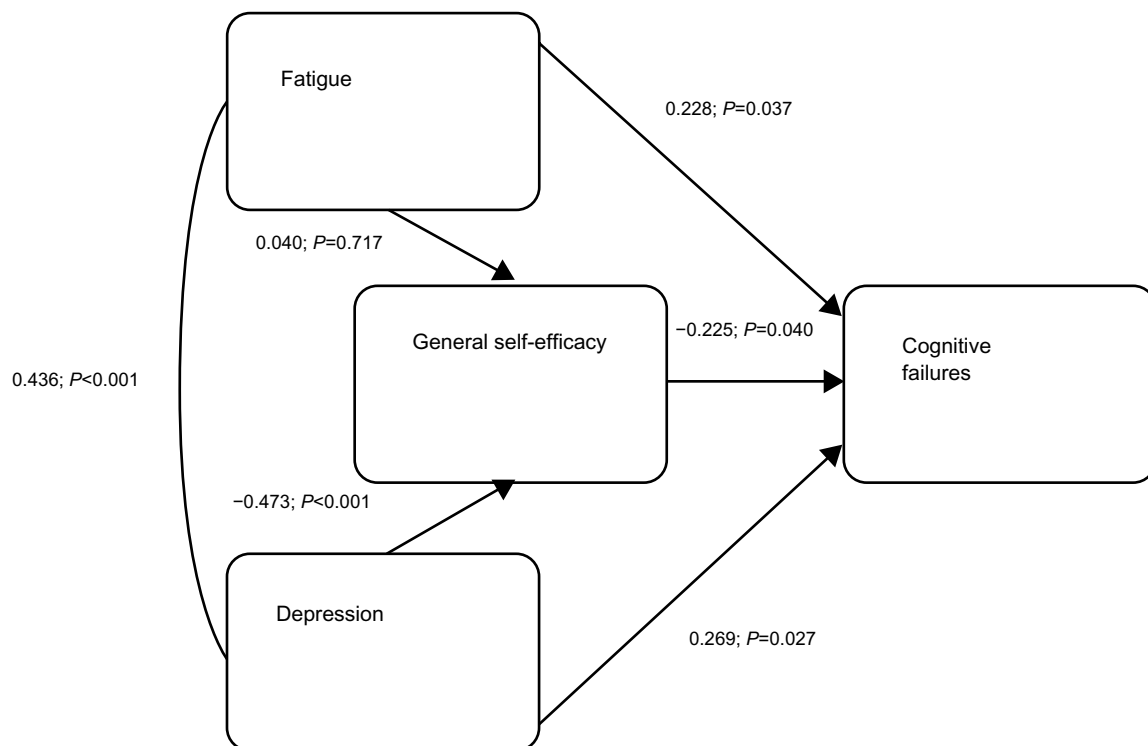 Fatigue
0.228; P=0.037
0.040; P=0.717
General self-efficacy
−0.225; P=0.040
Cognitive
failures
0.436; P<0.001
−0.473; P<0.001
Depression
0.269; P=0.027